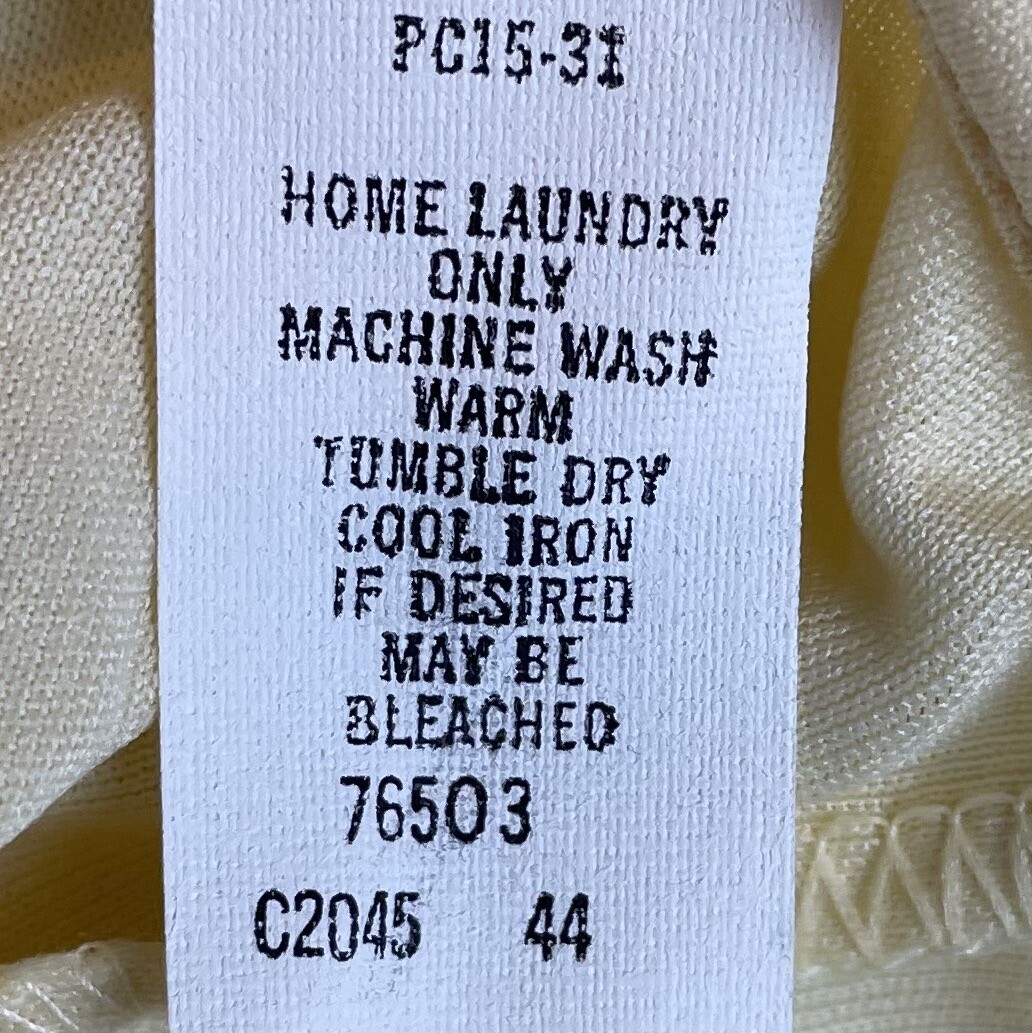 PC15-31
HOME LAUNDRY
ONLY
MACHINE WASH
WARM
TUMBLE DRY
COOL IRON
IF DESIRED
MAY BE
BLEACHED
76503
C2045 44